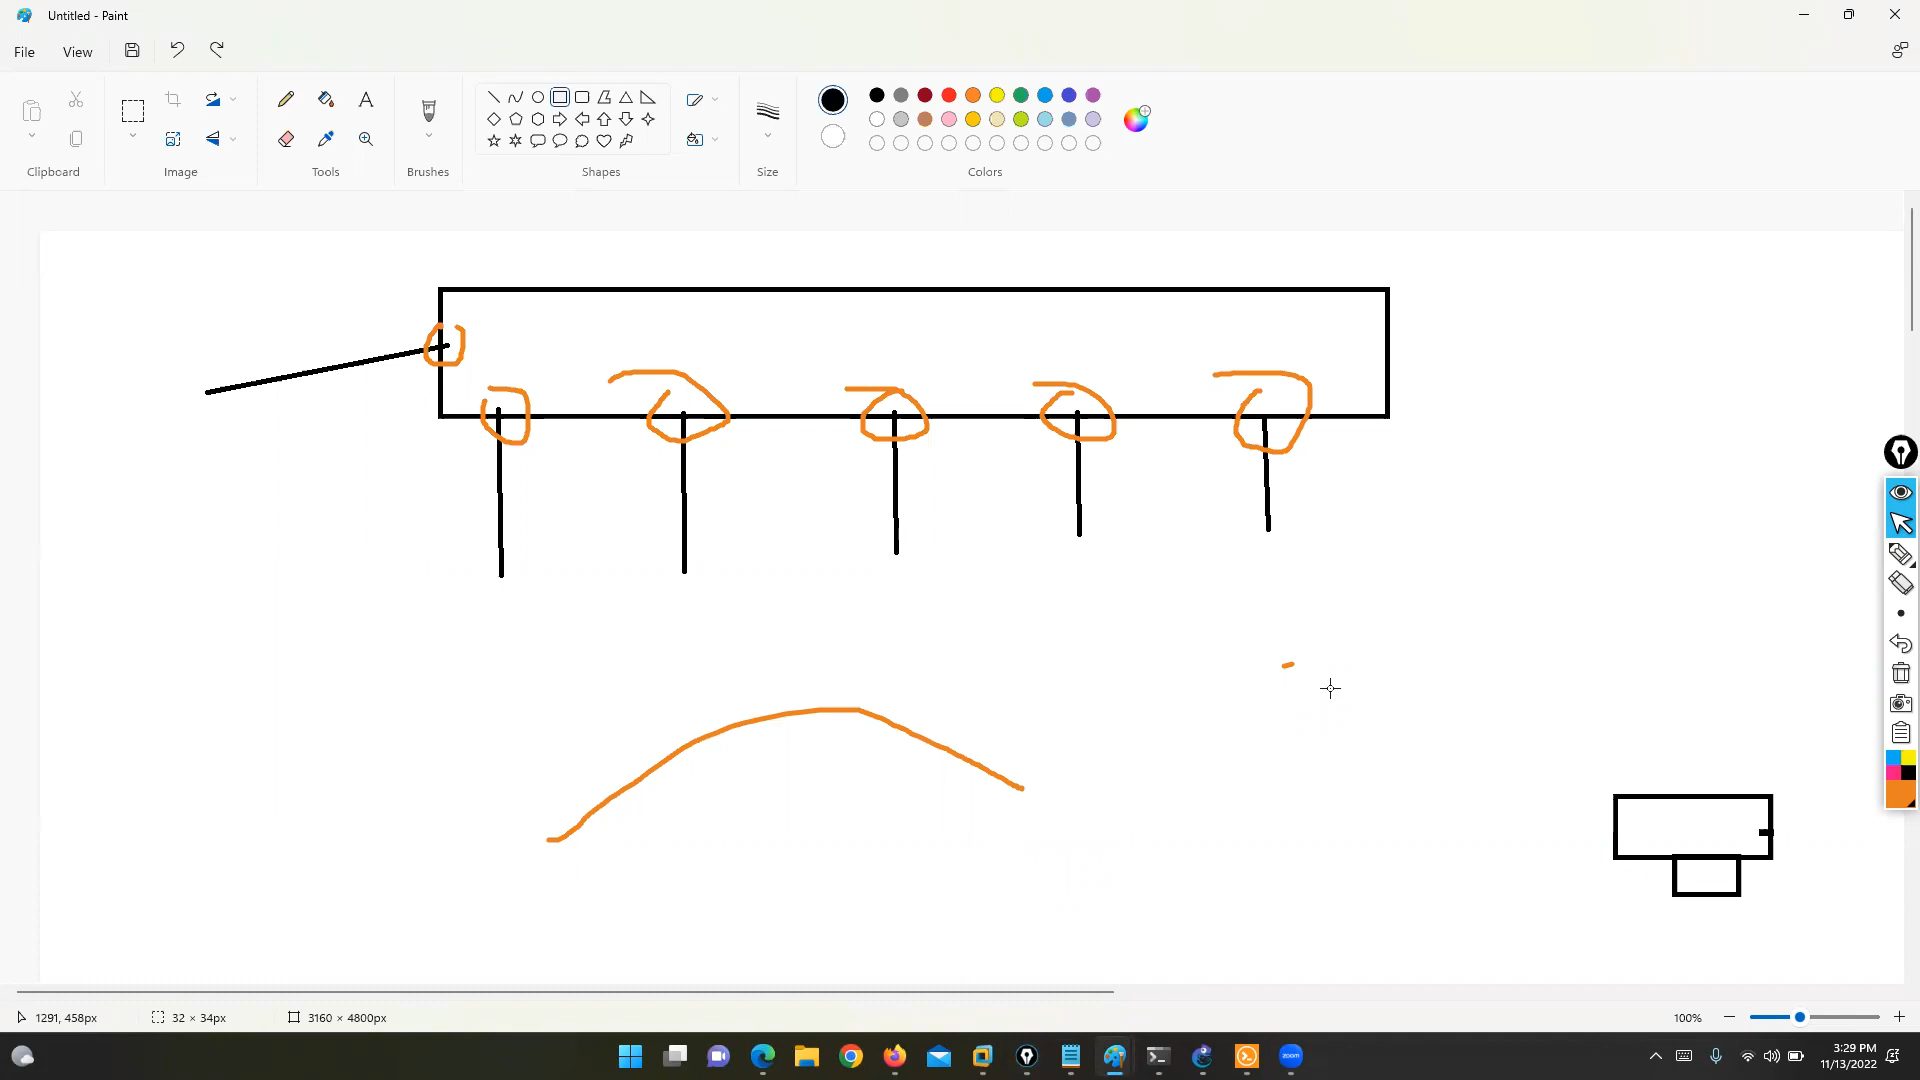 Untitled - Paint
File
View
Clipboard
Image
Tools
Brushes
Shapes
Size
Colors
A
1291, 458px
32 × 34px
3160 × 4800px
100%
zoom
3:29 PM
11/13/2022